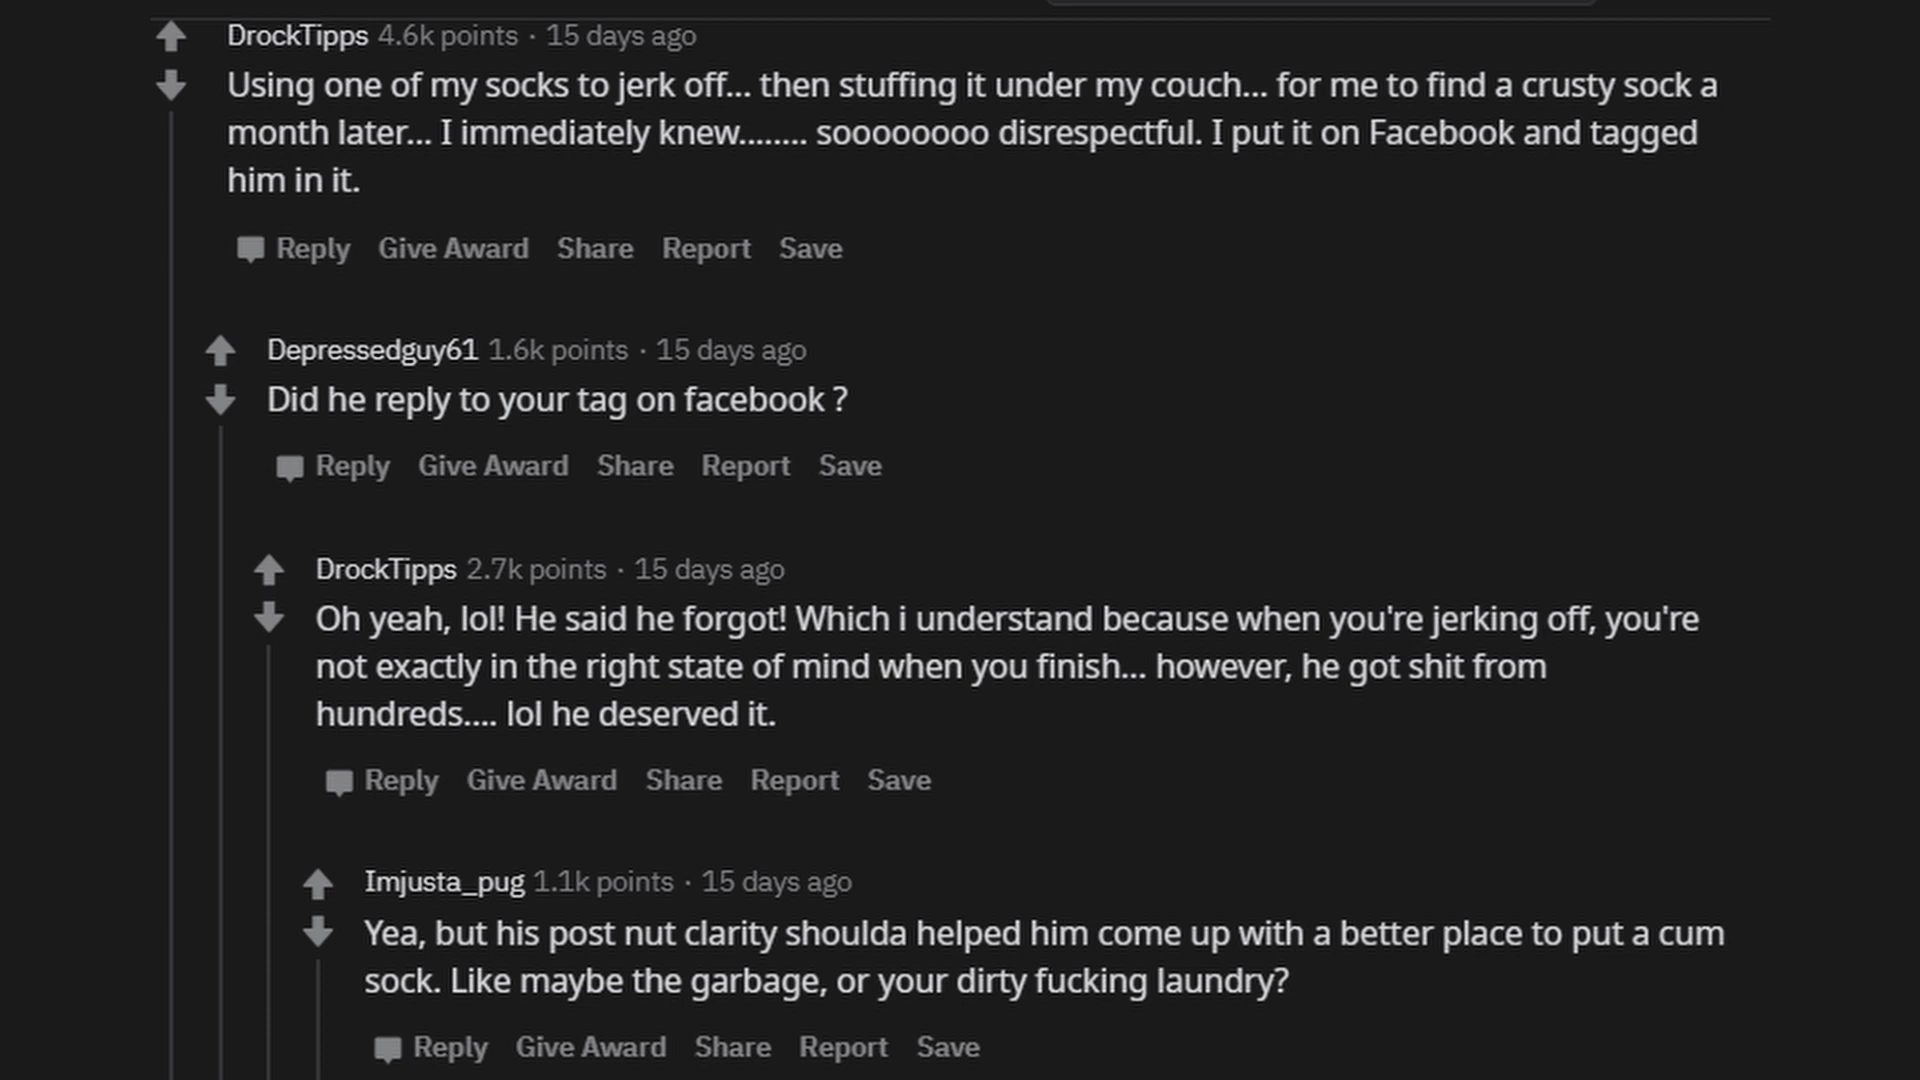 DrockTipps 4.6k points · 15 days ago
Using one of my socks to jerk off... then stuffing it under my couch... for me to find a crusty sock a
month later... I immediately knew........ soooooooo disrespectful. I put it on Facebook and tagged
him in it.
Reply Give Award Share Report Save
Depressedguy61 1.6k points · 15 days ago
Did he reply to your tag on facebook ?
Reply Give Award Share Report Save
DrockTipps 2.7k points · 15 days ago
Oh yeah, lol! He said he forgot! Which i understand because when you're jerking off, you're
not exactly in the right state of mind when you finish... however, he got shit from
hundreds.... lol he deserved it.
Reply Give Award Share Report Save
Imjusta_pug 1.1k points · 15 days ago
Yea, but his post nut clarity shoulda helped him come up with a better place to put a cum
sock. Like maybe the garbage, or your dirty fucking laundry?
Reply Give Award Share Report Save